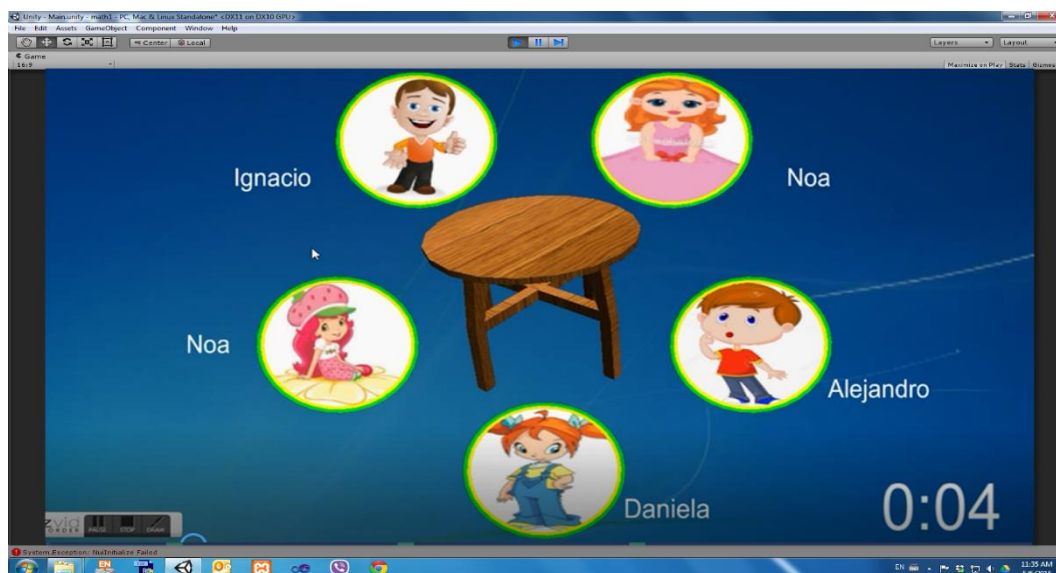 Unity - Main.unity - math1 - PC, Mac & Linux Standalone* <DX11 on DX10 GPU>
File Edit Assets GameObject Component Window Help
Center Local Layers Layout
Game
16:9 Maximize on Play Stats Gizmos
Ignacio
Noa
Noa
Alejandro
Daniela
0:04
PAUSE STOP DRAW
System.Exception: NuiInitialize Failed
EN
EN 11:35 AM